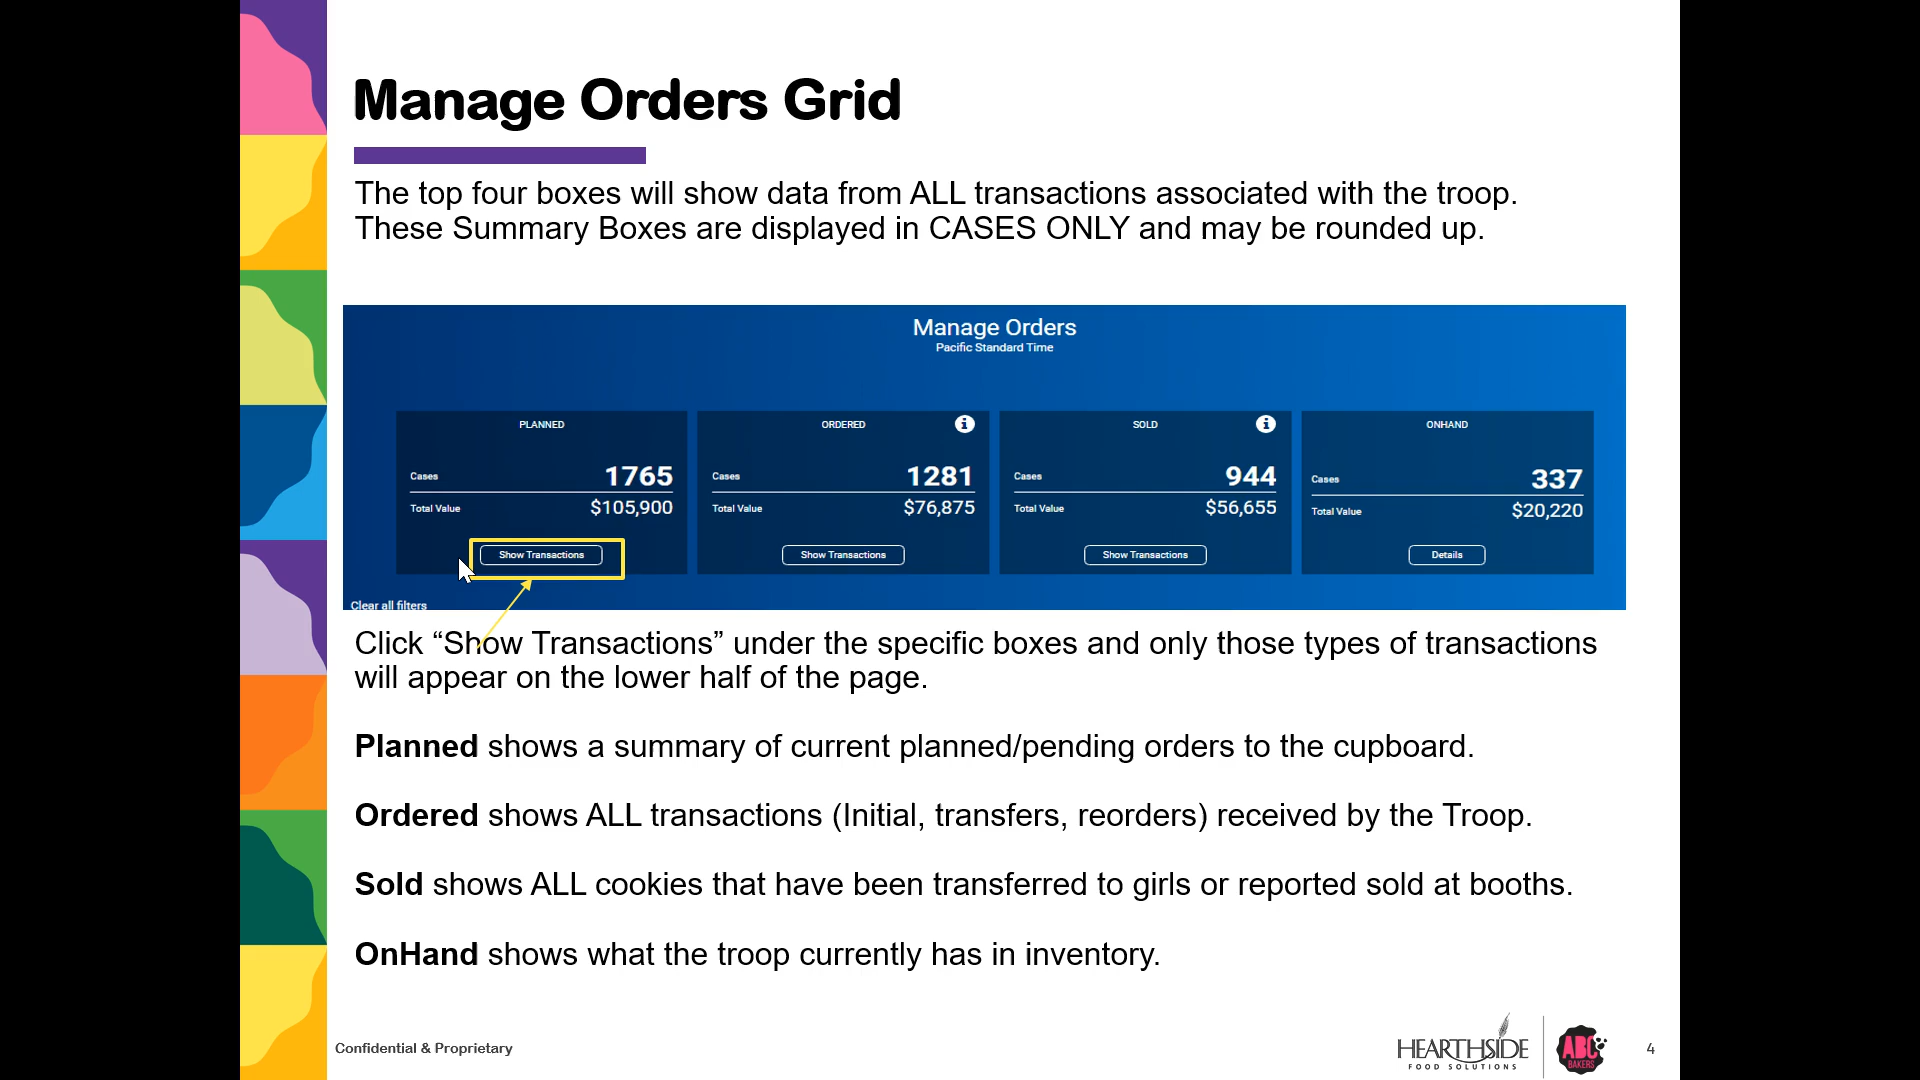 Manage Orders Grid
The top four boxes will show data from ALL transactions associated with the troop.
These Summary Boxes are displayed in CASES ONLY and may be rounded up.
Manage Orders
Pacific Standard Time
PLANNED
Cases 1765
Total Value $105,900
Show Transactions
ORDERED
Cases 1281
Total Value $76,875
Show Transactions
SOLD
Cases 944
Total Value $56,655
Show Transactions
ONHAND
Cases 337
Total Value $20,220
Details
Clear all filters
Click “Show Transactions” under the specific boxes and only those types of transactions
will appear on the lower half of the page.
Planned shows a summary of current planned/pending orders to the cupboard.
Ordered shows ALL transactions (Initial, transfers, reorders) received by the Troop.
Sold shows ALL cookies that have been transferred to girls or reported sold at booths.
OnHand shows what the troop currently has in inventory.
Confidential & Proprietary
HEARTHSIDE
FOOD SOLUTIONS
ABC
BAKERS
4